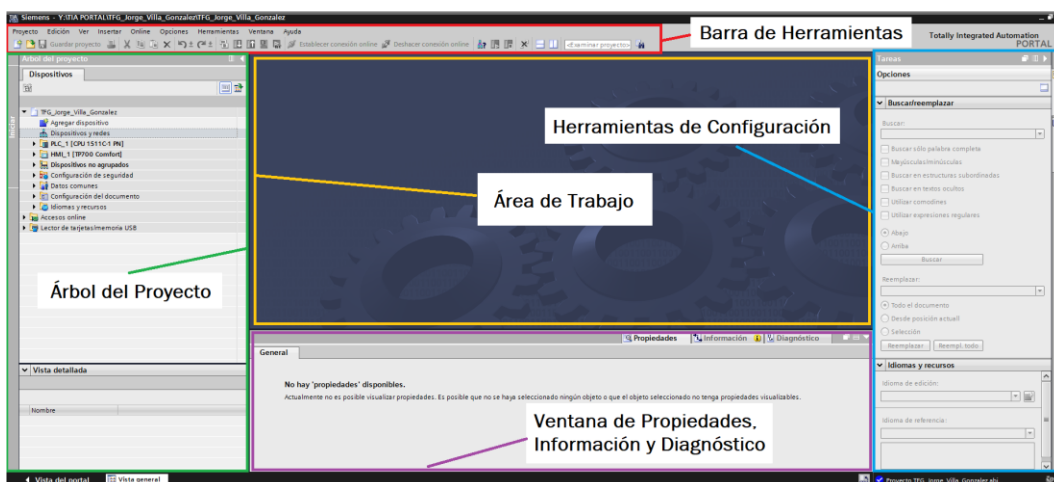 Siemens - Y:\TIA PORTAL\TFG_Jorge_Villa_Gonzalez\TFG_Jorge_Villa_Gonzalez
Proyecto Edición Ver Insertar Online Opciones Herramientas Ventana Ayuda
Guardar proyecto Establecer conexión online Deshacer conexión online <Examinar proyecto>
Barra de Herramientas
Totally Integrated Automation
PORTAL
Árbol del proyecto
Dispositivos
Iniciar
TFG_Jorge_Villa_Gonzalez
Agregar dispositivo
Dispositivos y redes
PLC_1 [CPU 1511C-1 PN]
HMI_1 [TP700 Comfort]
Dispositivos no agrupados
Configuración de seguridad
Datos comunes
Configuración del documento
Idiomas y recursos
Accesos online
Lector de tarjetas/memoria USB
Árbol del Proyecto
Vista detallada
Nombre
Herramientas de Configuración
Área de Trabajo
Propiedades Información Diagnóstico
General
No hay 'propiedades' disponibles.
Actualmente no es posible visualizar propiedades. Es posible que no se haya seleccionado ningún objeto o que el objeto seleccionado no tenga propiedades visualizables.
Ventana de Propiedades,
Información y Diagnóstico
Tareas
Opciones
Buscar/reemplazar
Buscar:
Buscar sólo palabra completa
Mayúsculas/minúsculas
Buscar en estructuras subordinadas
Buscar en textos ocultos
Utilizar comodines
Utilizar expresiones regulares
Abajo
Arriba
Buscar
Reemplazar:
Todo el documento
Desde posición actual
Selección
Reemplazar Reempl. todo
Idiomas y recursos
Idioma de edición:
Idioma de referencia:
Vista del portal Vista general
Proyecto TFG_Jorge_Villa_Gonzalez abi